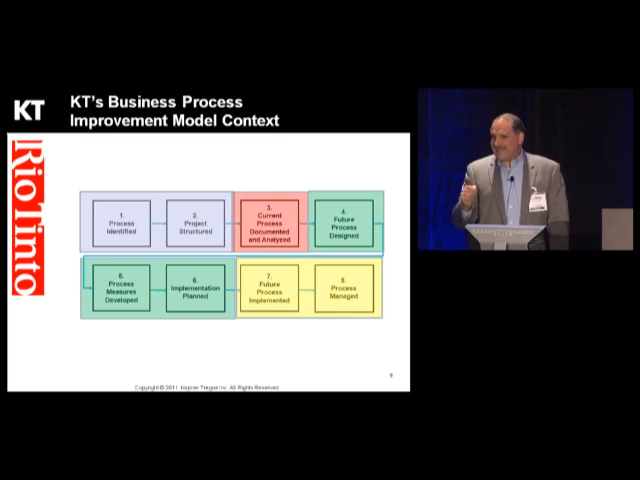 KT
KT's Business Process
Improvement Model Context
RioTinto
1.
Process
Identified
2.
Project
Structured
3.
Current
Process
Documented
and Analyzed
4.
Future
Process
Designed
5.
Process
Measures
Developed
6.
Implementation
Planned
7.
Future
Process
Implemented
8.
Process
Managed
9
Copyright © 2011 Kepner Tregoe Inc. All Rights Reserved